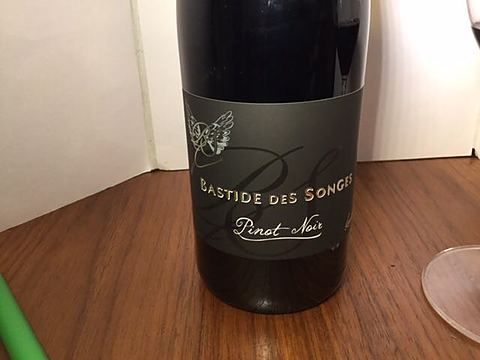 BASTIDE DES SONGES
Pinot Noir